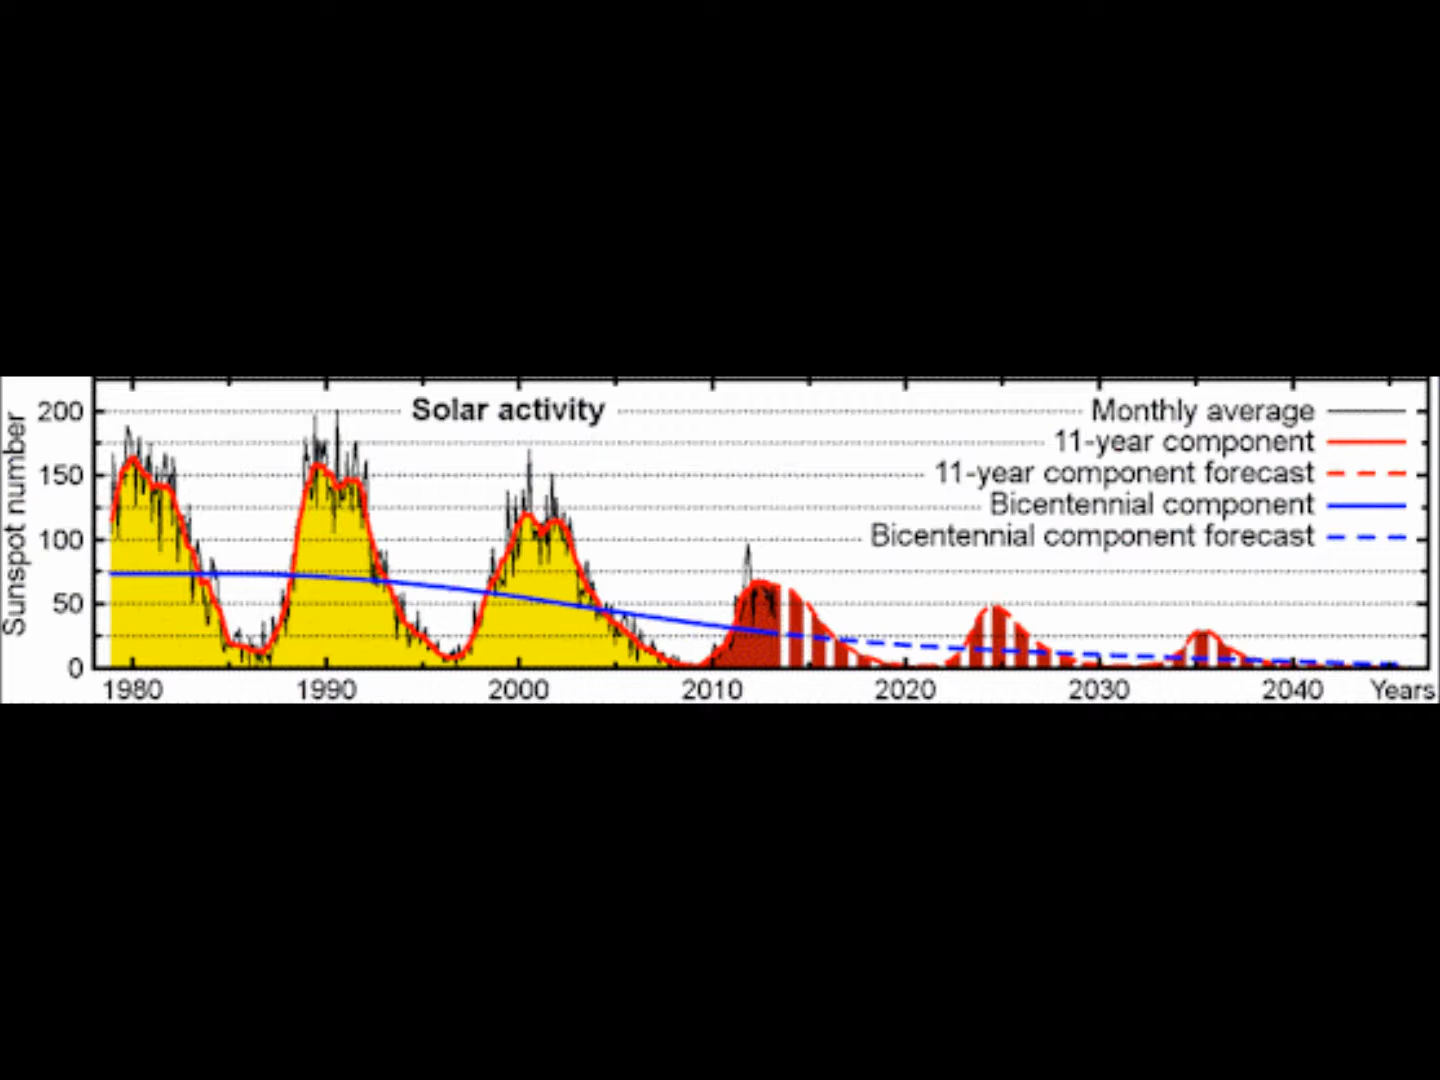 Solar activity
Monthly average
11-year component
11-year component forecast
Bicentennial component
Bicentennial component forecast
Sunspot number
200
150
100
50
0
1980 1990 2000 2010 2020 2030 2040 Years